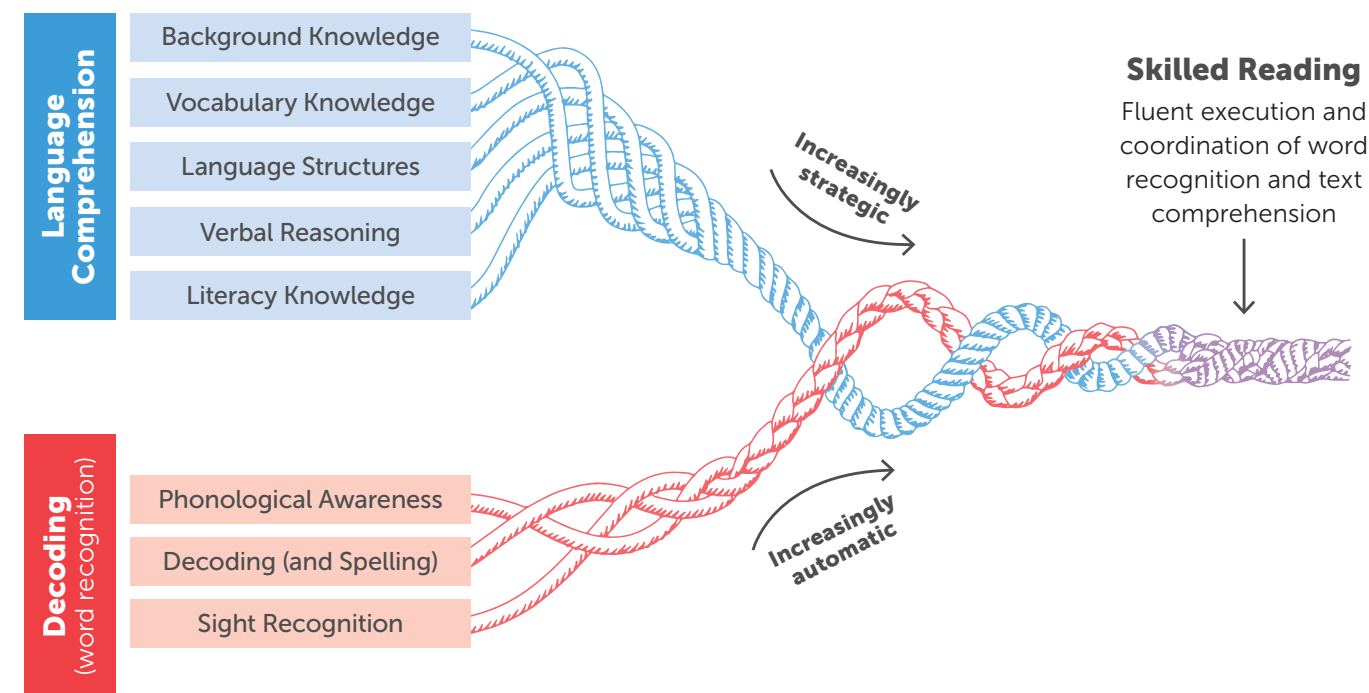 Language
Comprehension
Background Knowledge
Vocabulary Knowledge
Language Structures
Verbal Reasoning
Literacy Knowledge
Increasingly
strategic
Skilled Reading
Fluent execution and
coordination of word
recognition and text
comprehension
Decoding
(word recognition)
Phonological Awareness
Decoding (and Spelling)
Sight Recognition
Increasingly
automatic